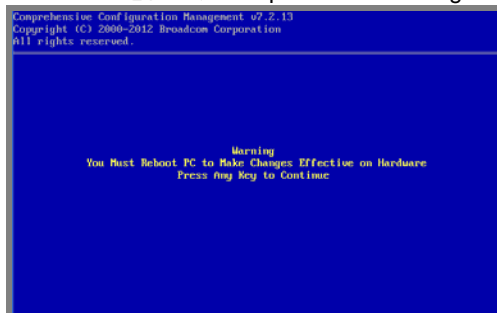 Comprehensive Configuration Management v7.2.13
Copyright (C) 2000-2012 Broadcom Corporation
All rights reserved.
Warning
You Must Reboot PC to Make Changes Effective on Hardware
Press Any Key to Continue